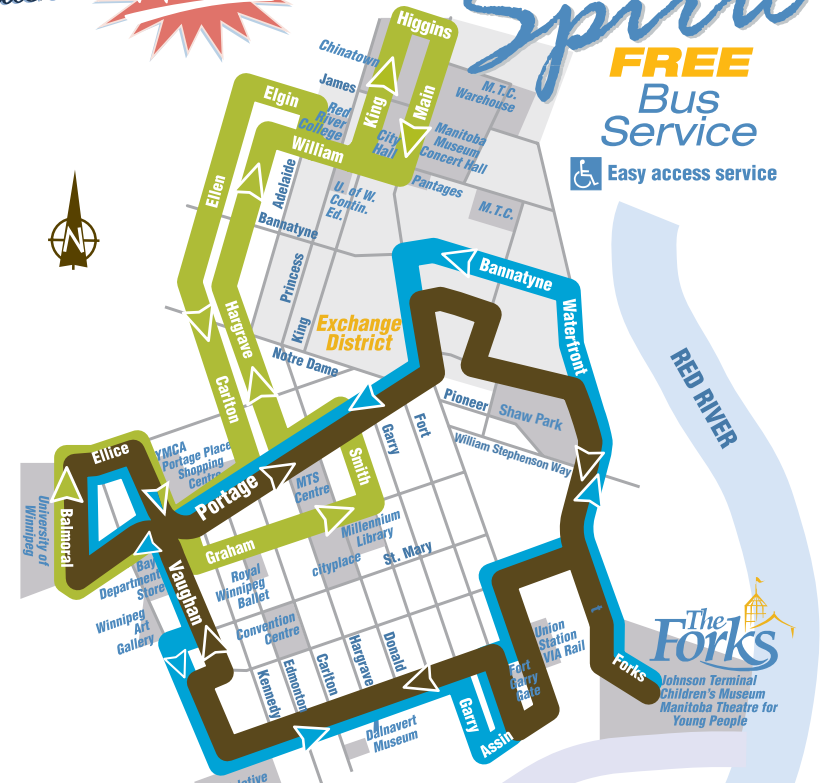 Spirit
FREE
Bus
Service
Easy access service
Higgins
Chinatown
James
King
Main
M.T.C.
Warehouse
Elgin
Red
River
College
City
Hall
Manitoba
Museum
Concert Hall
William
Pantages
Ellen
Adelaide
U. of W.
Contin.
Ed.
M.T.C.
N
Bannatyne
Bannatyne
Princess
King
Waterfront
Hargrave
Exchange
District
Notre Dame
RED RIVER
Carlton
Pioneer
Shaw Park
Garry
Fort
William Stephenson Way
Ellice
YMCA
Portage Place
Shopping
Centre
Smith
Portage
MTS
Centre
University of
Winnipeg
Balmoral
Millennium
Library
Graham
cityplace
St. Mary
Bay
Department
Store
Vaughan
Royal
Winnipeg
Ballet
Winnipeg
Art
Gallery
Convention
Centre
Union
Station
VIA Rail
The
Forks
Forks
Johnson Terminal
Children's Museum
Manitoba Theatre for
Young People
Kennedy
Edmonton
Carlton
Hargrave
Donald
Fort
Garry
Gate
Garry
Assin
Dalnavert
Museum